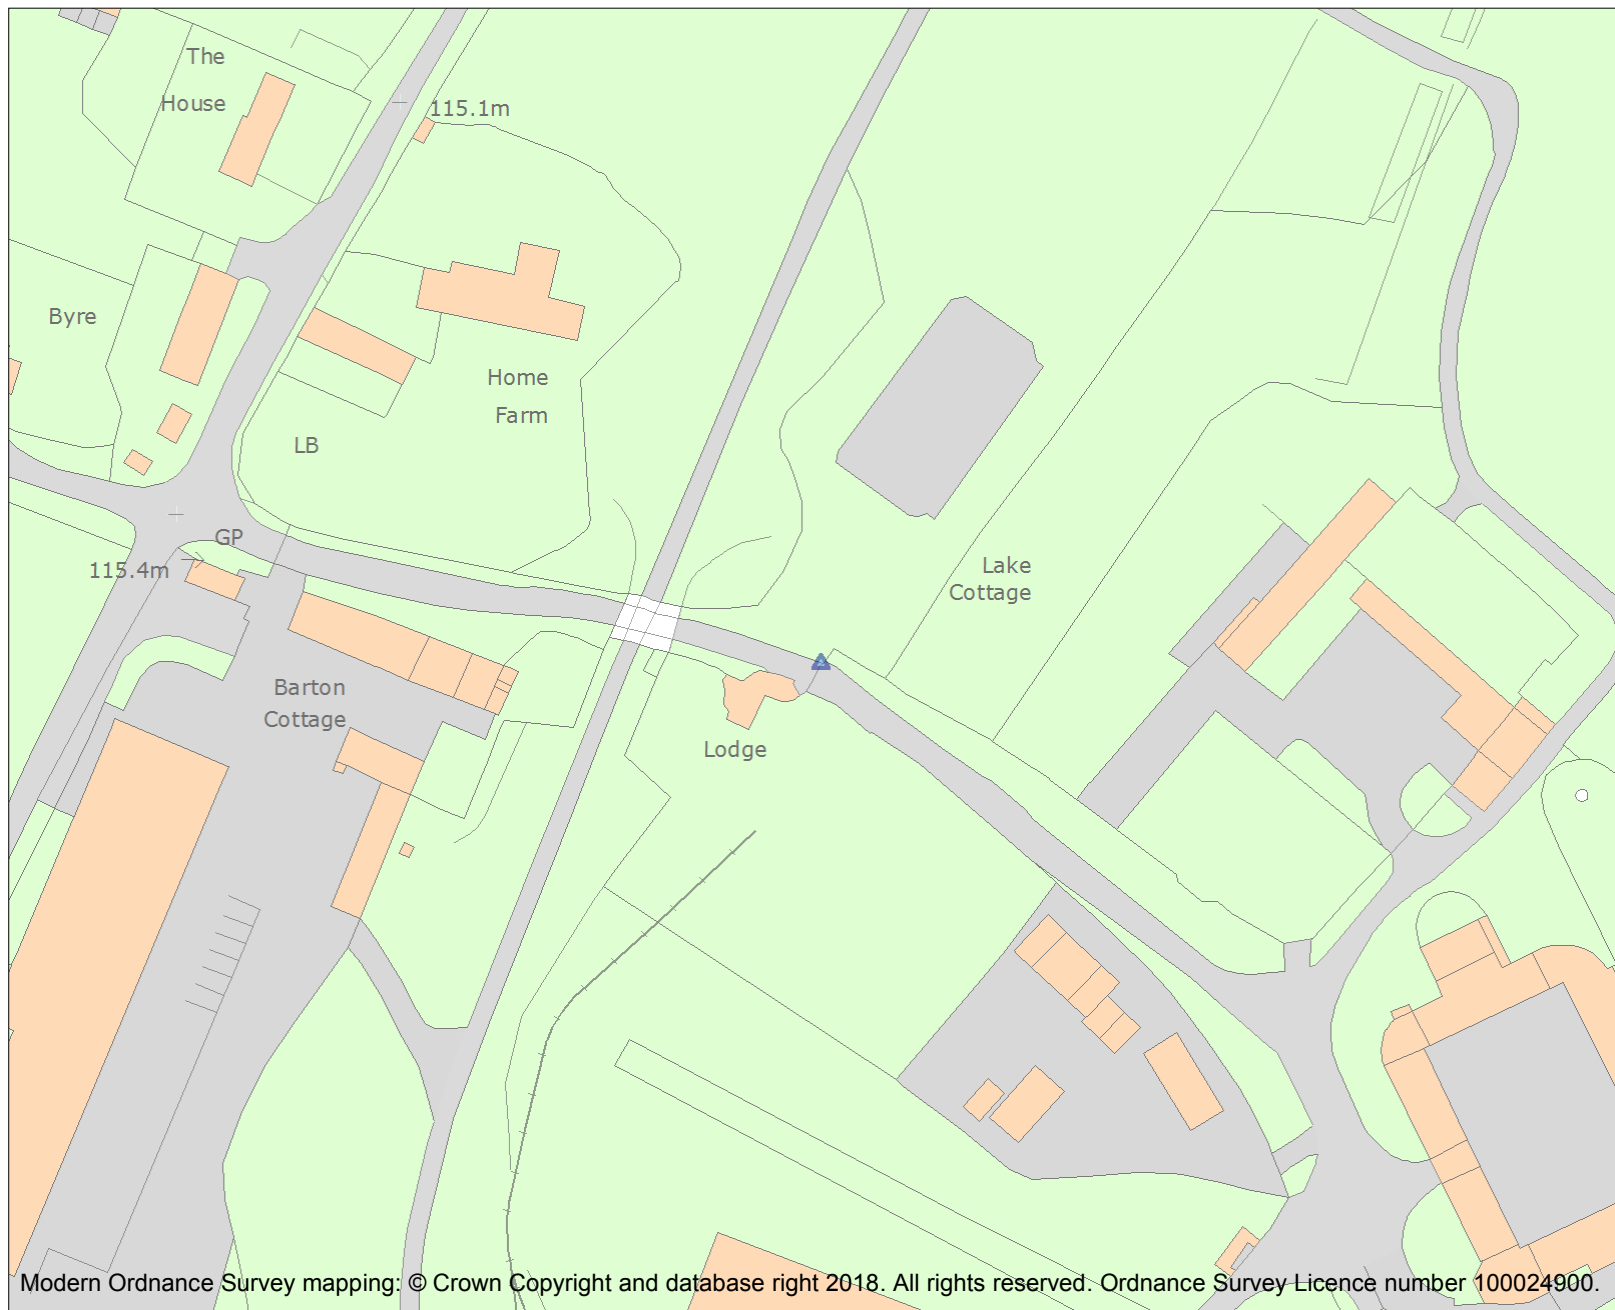 The
House
115.1m
Byre
Home
Farm
LB
GP
115.4m
Lake
Cottage
Barton
Cottage
Lodge
Modern Ordnance Survey mapping: © Crown Copyright and database right 2018. All rights reserved. Ordnance Survey Licence number 100024900.